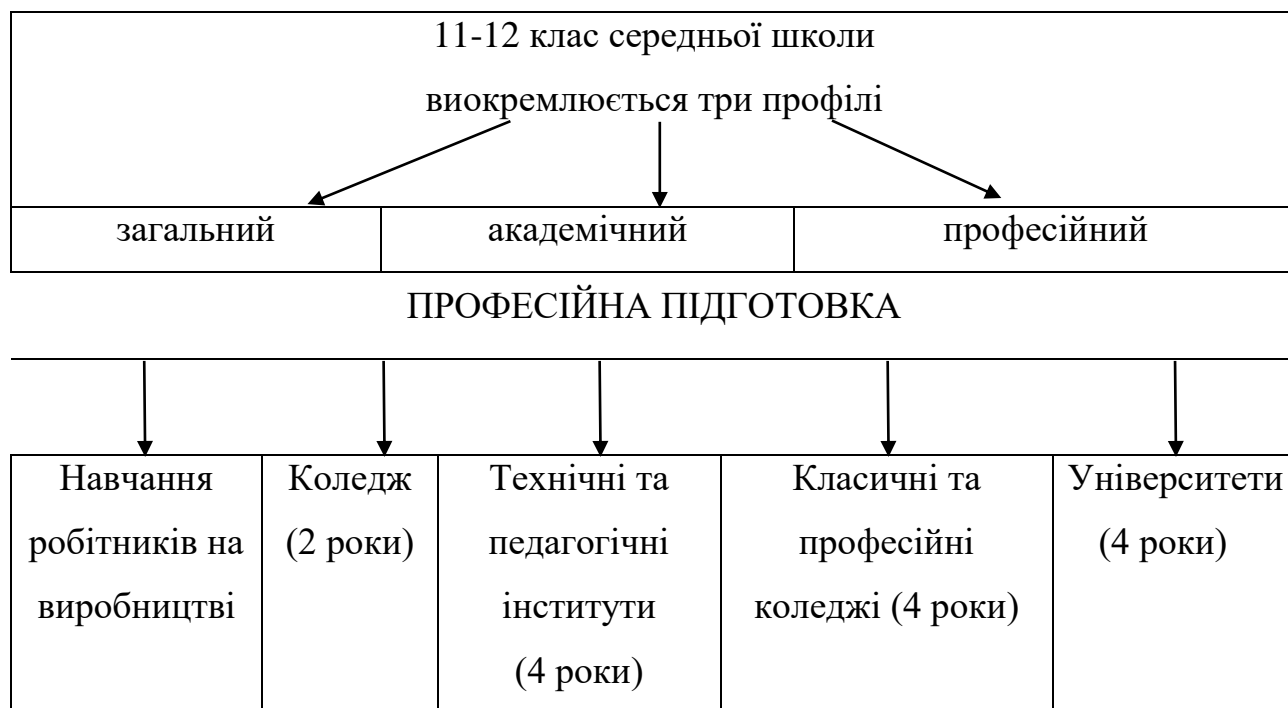 11-12 клас середньої школи
виокремлюється три профілі
загальний
академічний
професійний
ПРОФЕСІЙНА ПІДГОТОВКА
Навчання
робітників на
виробництві
Коледж
(2 роки)
Технічні та
педагогічні
інститути
(4 роки)
Класичні та
професійні
коледжі (4 роки)
Університети
(4 роки)